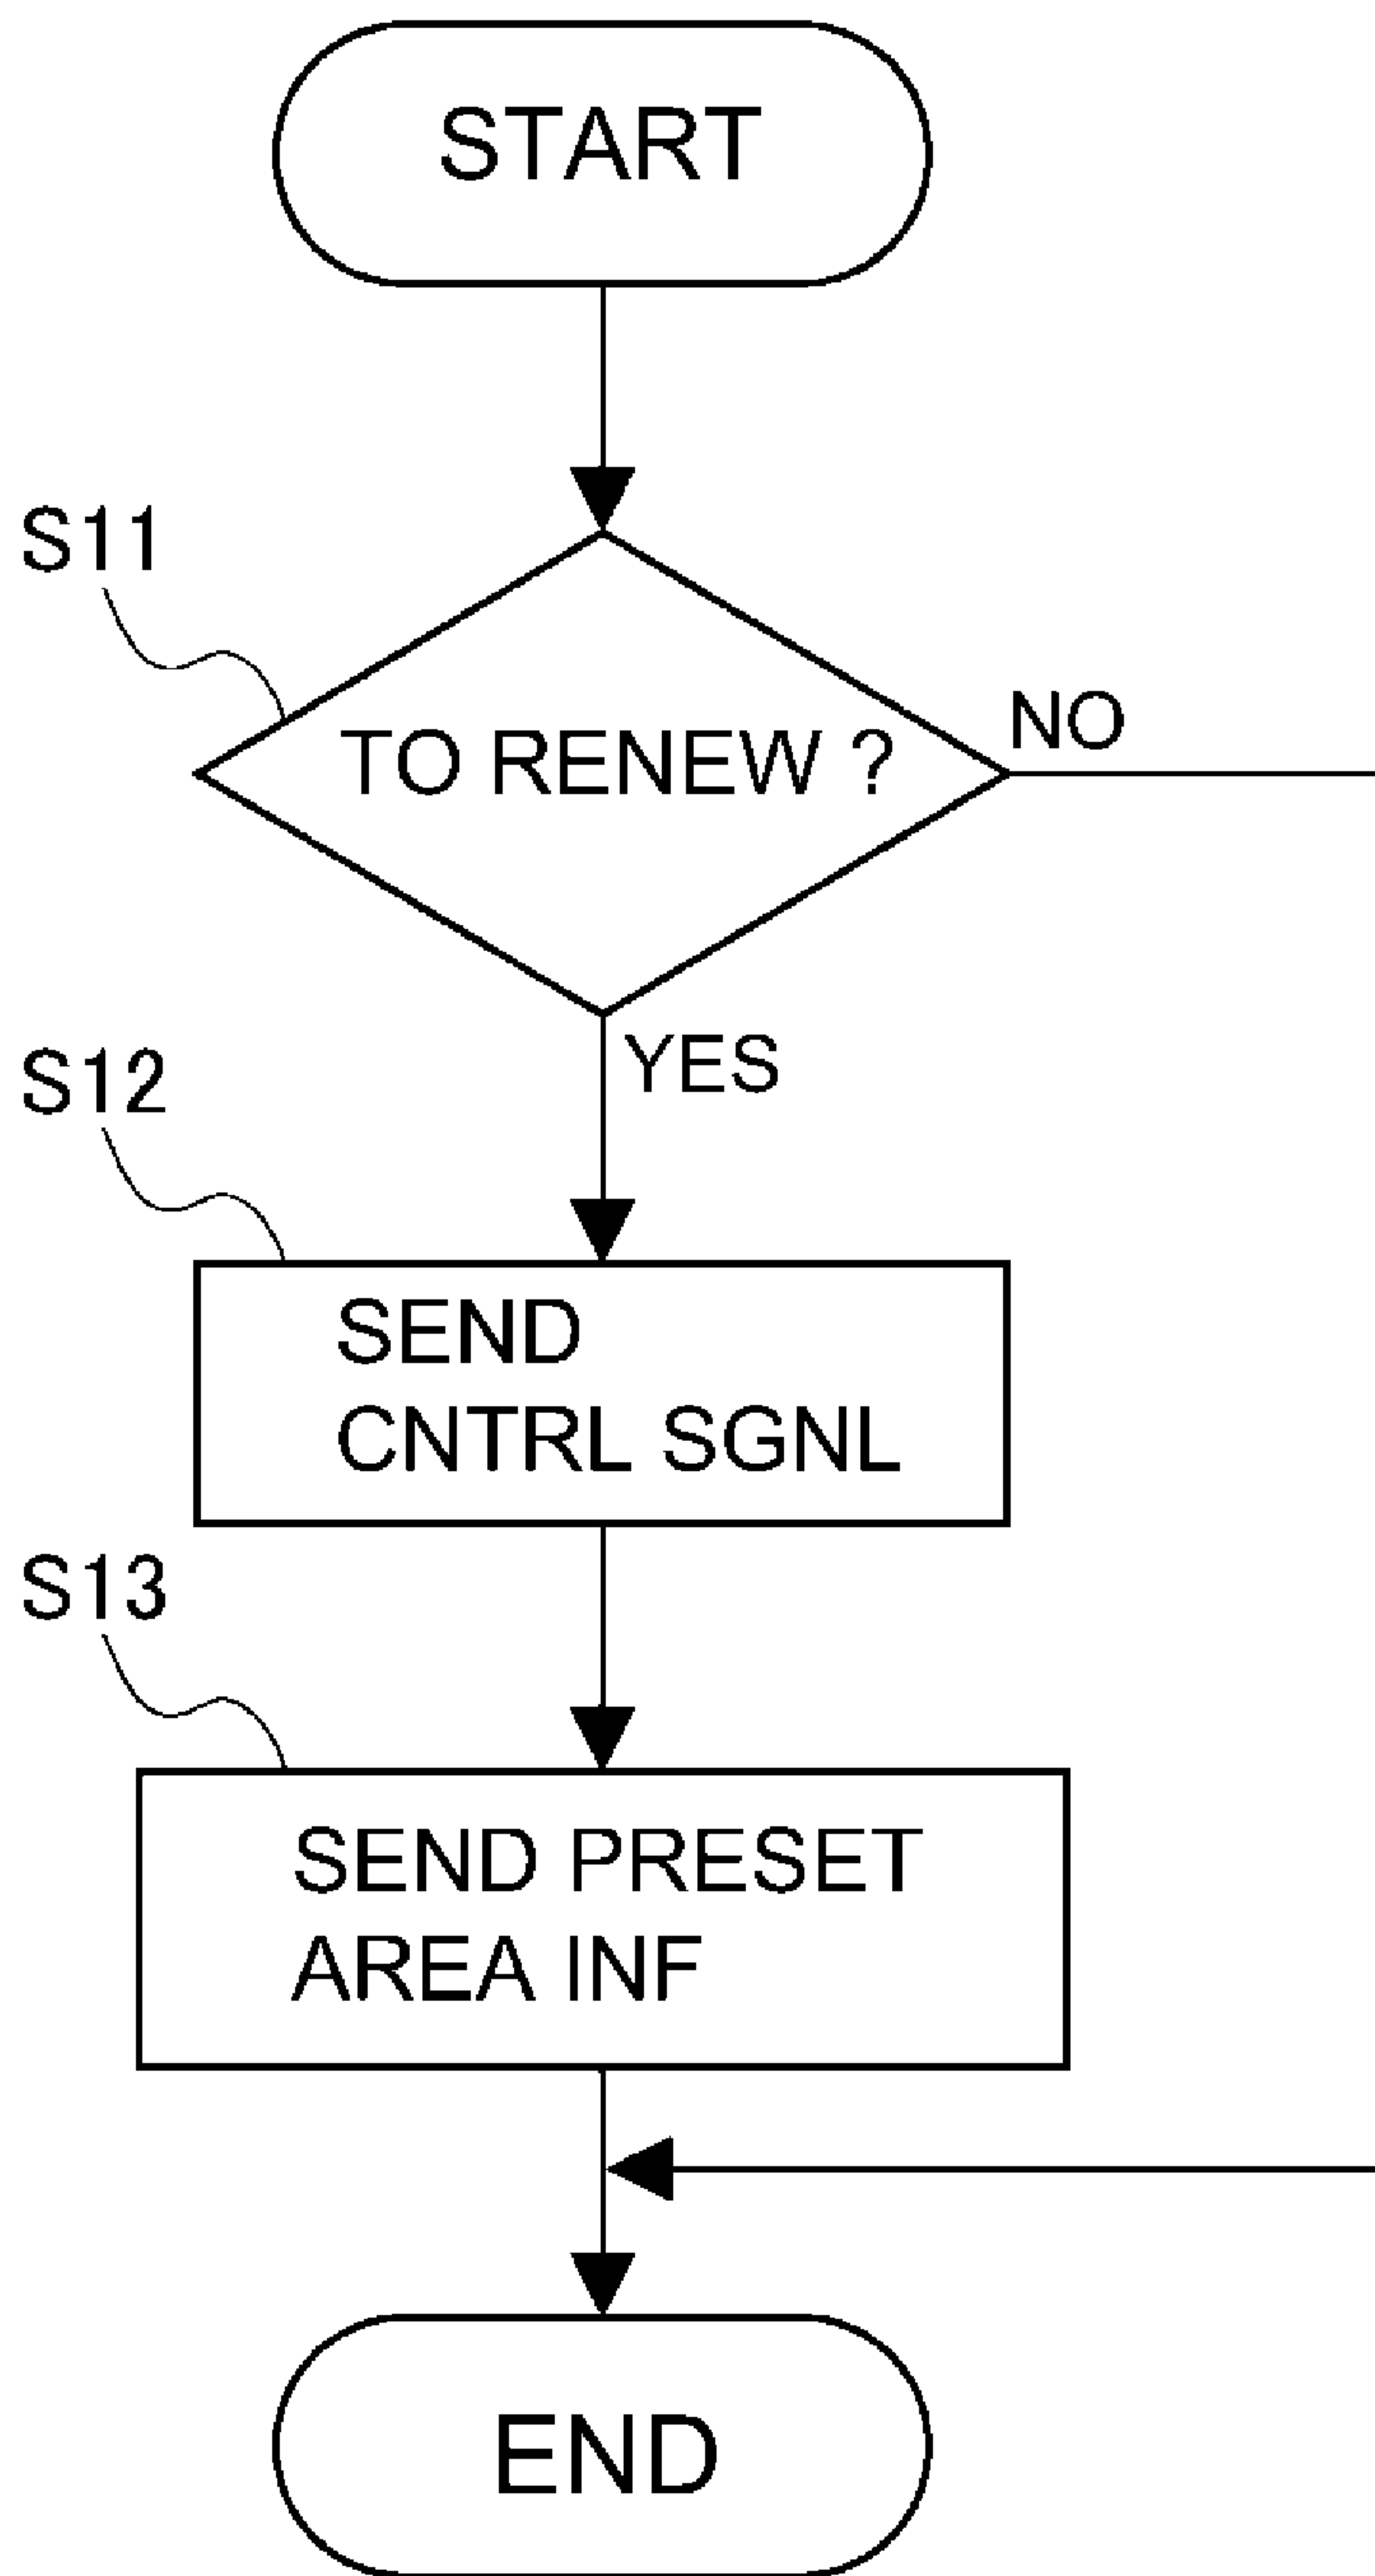 START
S11
TO RENEW ?
NO
YES
S12
SEND
CNTRL SGNL
S13
SEND PRESET
AREA INF
END